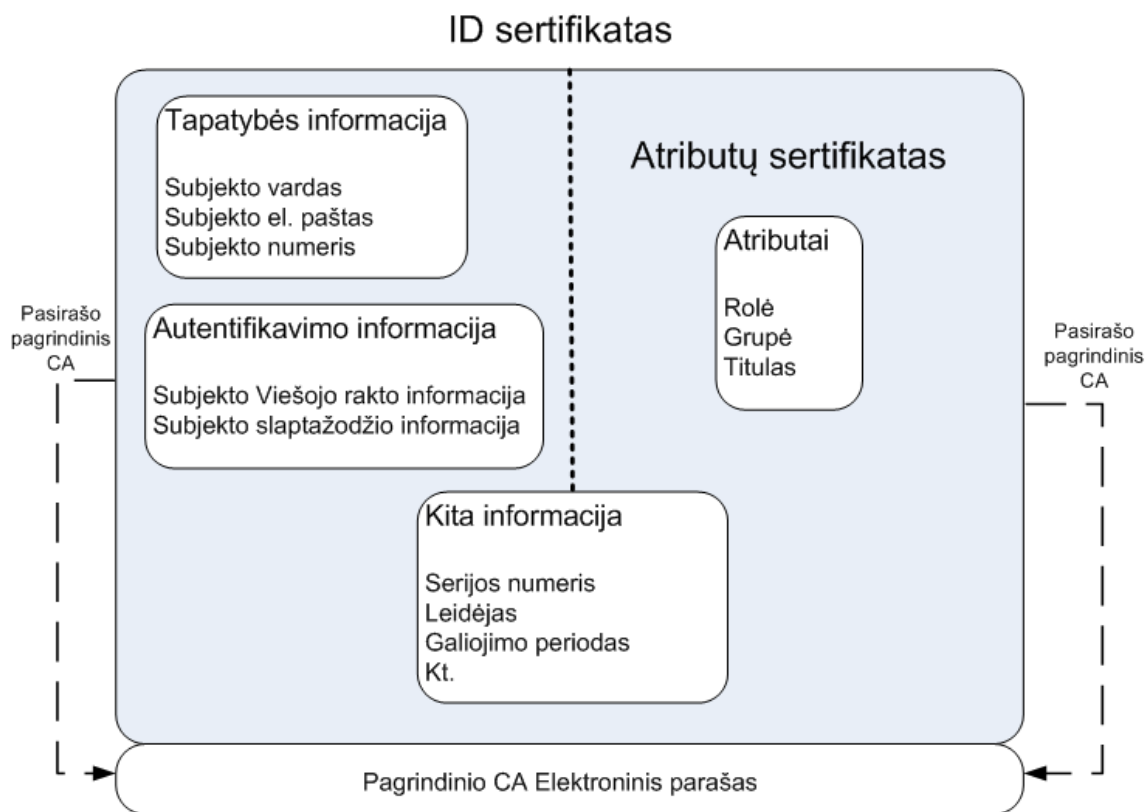 ID sertifikatas
Tapatybės informacija
Subjekto vardas
Subjekto el. paštas
Subjekto numeris
Atributų sertifikatas
Atributai
Rolė
Grupė
Titulas
Pasirašo
pagrindinis
CA
Autentifikavimo informacija
Subjekto Viešojo rakto informacija
Subjekto slaptažodžio informacija
Pasirašo
pagrindinis
CA
Kita informacija
Serijos numeris
Leidėjas
Galiojimo periodas
Kt.
Pagrindinio CA Elektroninis parašas